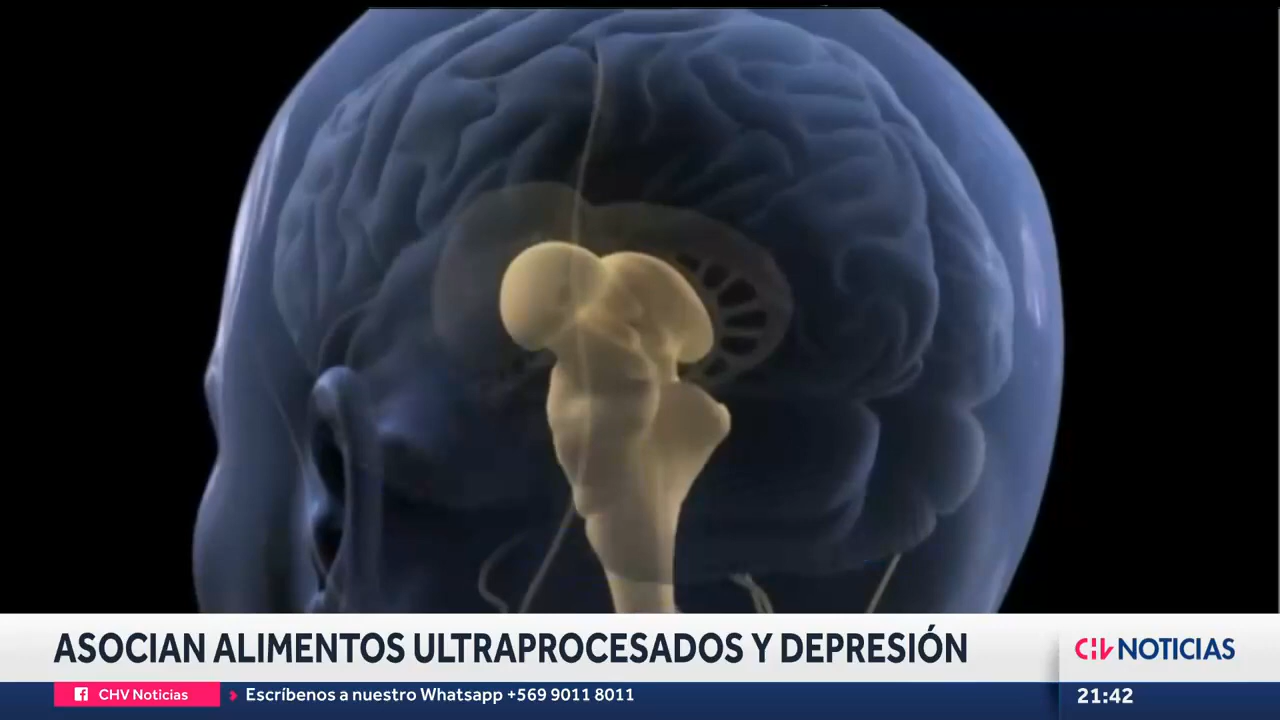 ASOCIAN ALIMENTOS ULTRAPROCESADOS Y DEPRESIÓN
CHV NOTICIAS
CHV Noticias
Escríbenos a nuestro Whatsapp +569 9011 8011
21:42